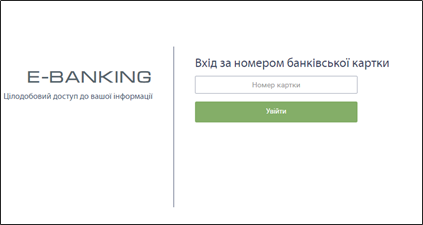 E-BANKING
Цілодобовий доступ до вашої інформації
Вхід за номером банківської картки
Номер картки
Увійти